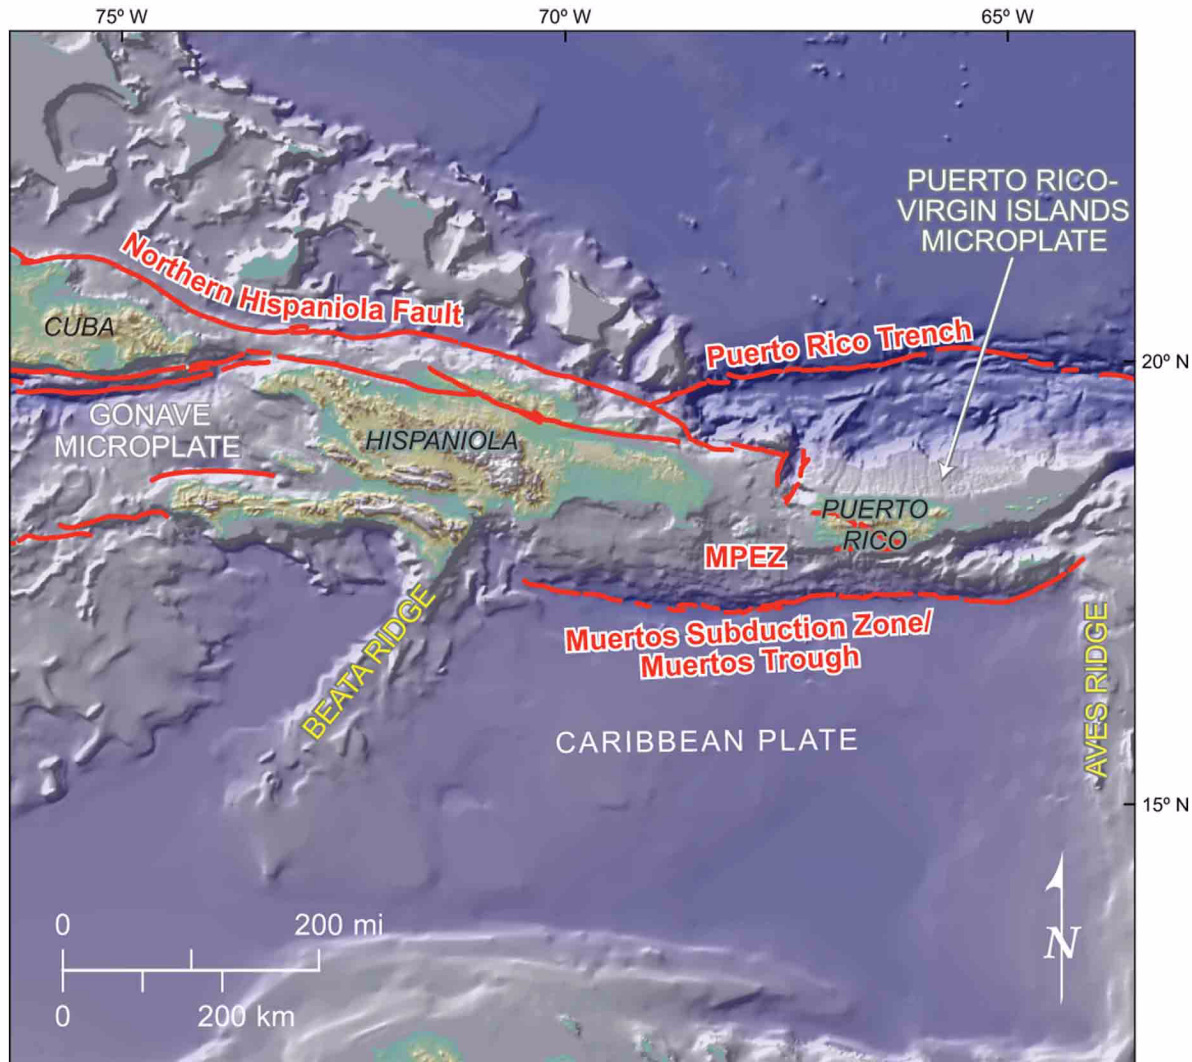 75º W
70º W
65º W
PUERTO RICO-
VIRGIN ISLANDS
MICROPLATE
Northern Hispaniola Fault
CUBA
Puerto Rico Trench
20º N
GONAVE
MICROPLATE
HISPANIOLA
PUERTO
RICO
MPEZ
Muertos Subduction Zone/
Muertos Trough
BEATA RIDGE
AVES RIDGE
CARIBBEAN PLATE
15º N
0
200 mi
N
0
200 km